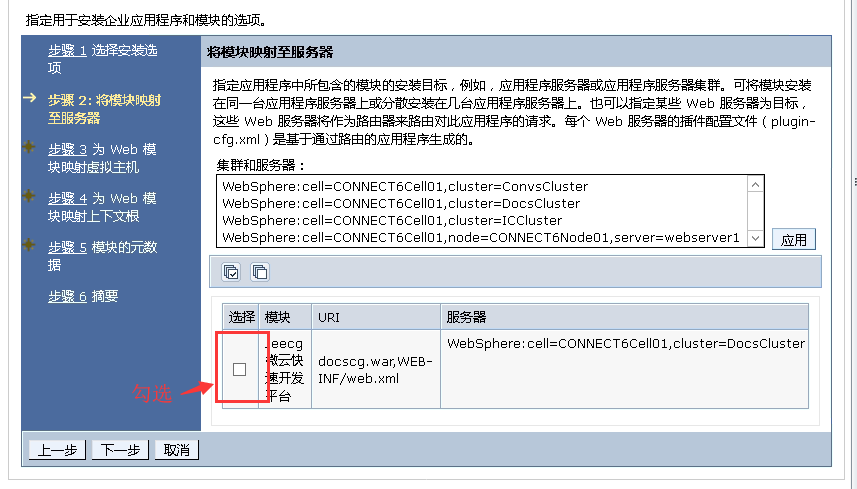 指定用于安装企业应用程序和模块的选项。
步骤 1 选择安装选
项
步骤 2: 将模块映射
至服务器
步骤 3 为 Web 模
块映射虚拟主机
步骤 4 为 Web 模
块映射上下文根
步骤 5 模块的元数
据
步骤 6 摘要
将模块映射至服务器
指定应用程序中所包含的模块的安装目标，例如，应用程序服务器或应用程序服务器集群。可将模块安装
在同一台应用程序服务器上或分散安装在几台应用程序服务器上。也可以指定某些 Web 服务器为目标，
这些 Web 服务器将作为路由器来路由对此应用程序的请求。每个 Web 服务器的插件配置文件（plugin-
cfg.xml）是基于通过路由的应用程序生成的。
集群和服务器：
WebSphere:cell=CONNECT6Cell01,cluster=ConvsCluster
WebSphere:cell=CONNECT6Cell01,cluster=DocsCluster
WebSphere:cell=CONNECT6Cell01,cluster=ICCluster
WebSphere:cell=CONNECT6Cell01,node=CONNECT6Node01,server=webserver1
应用
选择 模块 URI 服务器
Jeecg
微云快
速开发
平台
docscg.war,WEB-
INF/web.xml
WebSphere:cell=CONNECT6Cell01,cluster=DocsCluster
勾选
上一步 下一步 取消